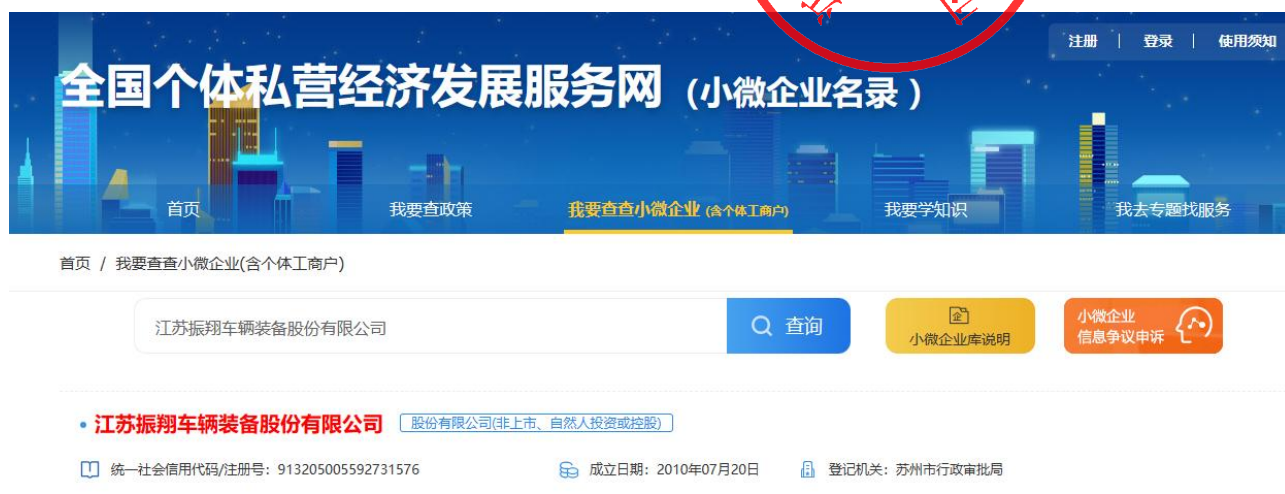 注册 | 登录 | 使用须知
全国个体私营经济发展服务网（小微企业名录）
首页 我要查政策 我要查查小微企业 (含个体工商户) 我要学知识 我去专题找服务
首页 / 我要查查小微企业(含个体工商户)
江苏振翔车辆装备股份有限公司 查询 企 小微企业库说明 小微企业
信息争议申诉
• 江苏振翔车辆装备股份有限公司 股份有限公司(非上市、自然人投资或控股)
统一社会信用代码/注册号：913205005592731576 成立日期：2010年07月20日 登记机关：苏州市行政审批局